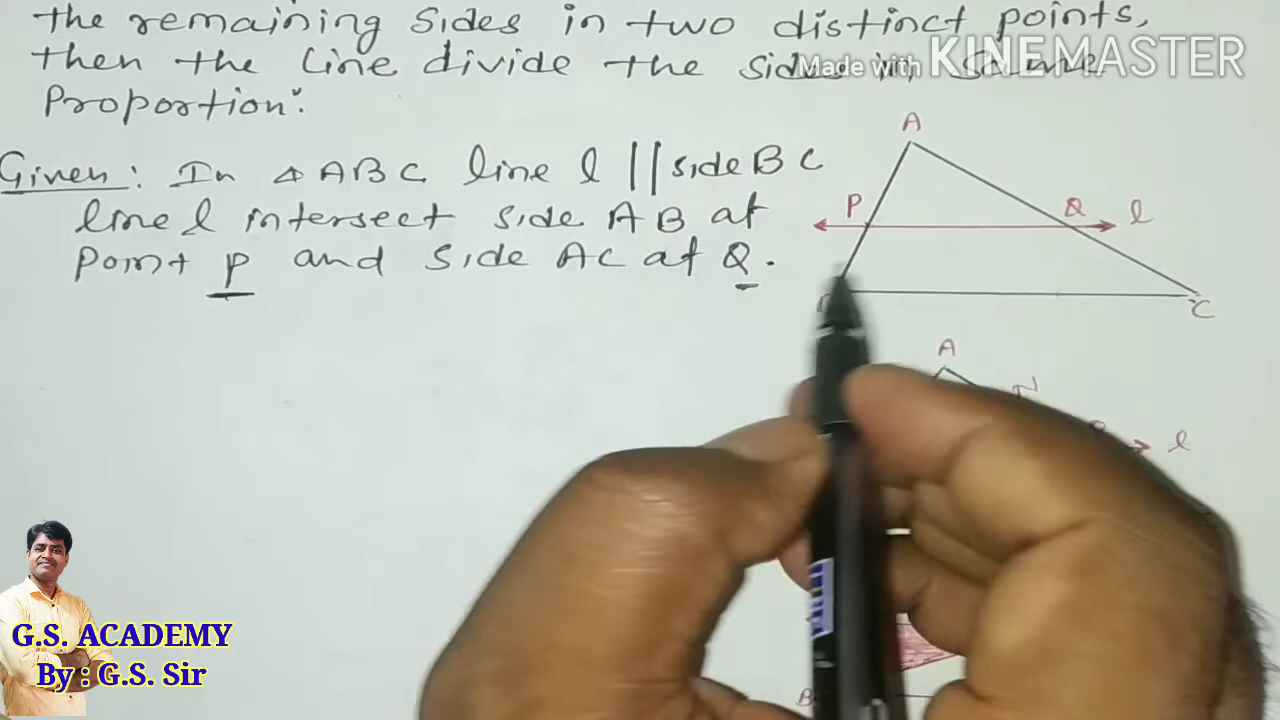 the remaining sides in two distinct points,
then the line divide the sides in same
Proportion.
Made with KINEMASTER
Given: In △ABC line l || side BC
line l intersect side AB at
Point P and side AC at Q.
A
P
Q
l
C
A
N
l
B
G.S. ACADEMY
By : G.S. Sir